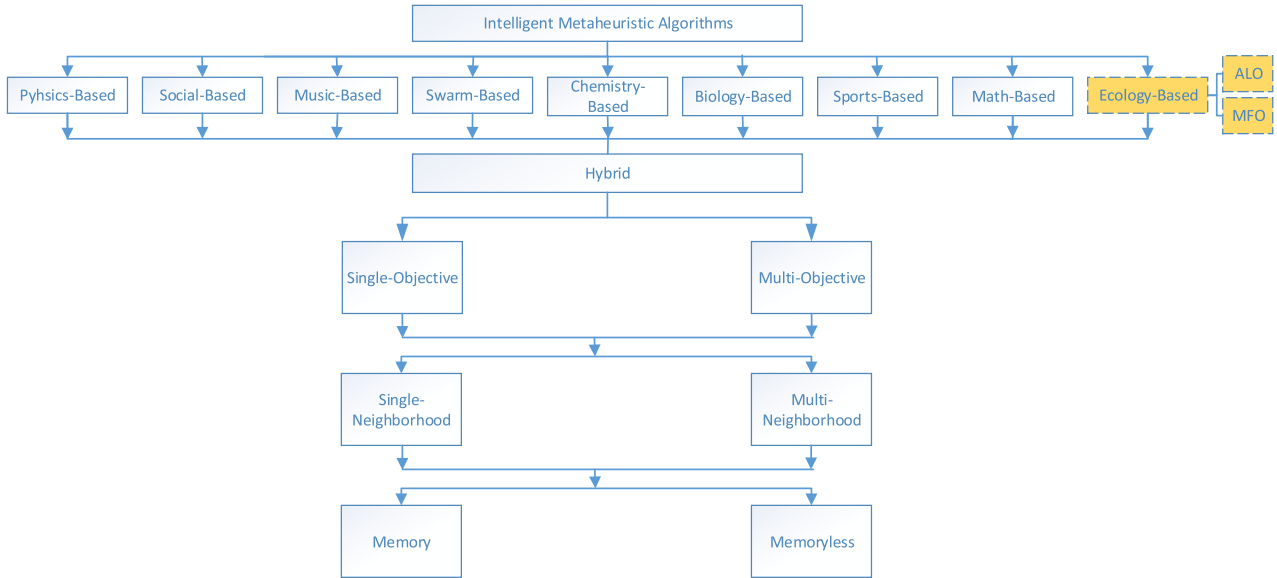 Intelligent Metaheuristic Algorithms
Pyhsics-Based
Social-Based
Music-Based
Swarm-Based
Chemistry-
Based
Biology-Based
Sports-Based
Math-Based
Ecology-Based
ALO
MFO
Hybrid
Single-Objective
Multi-Objective
Single-
Neighborhood
Multi-
Neighborhood
Memory
Memoryless